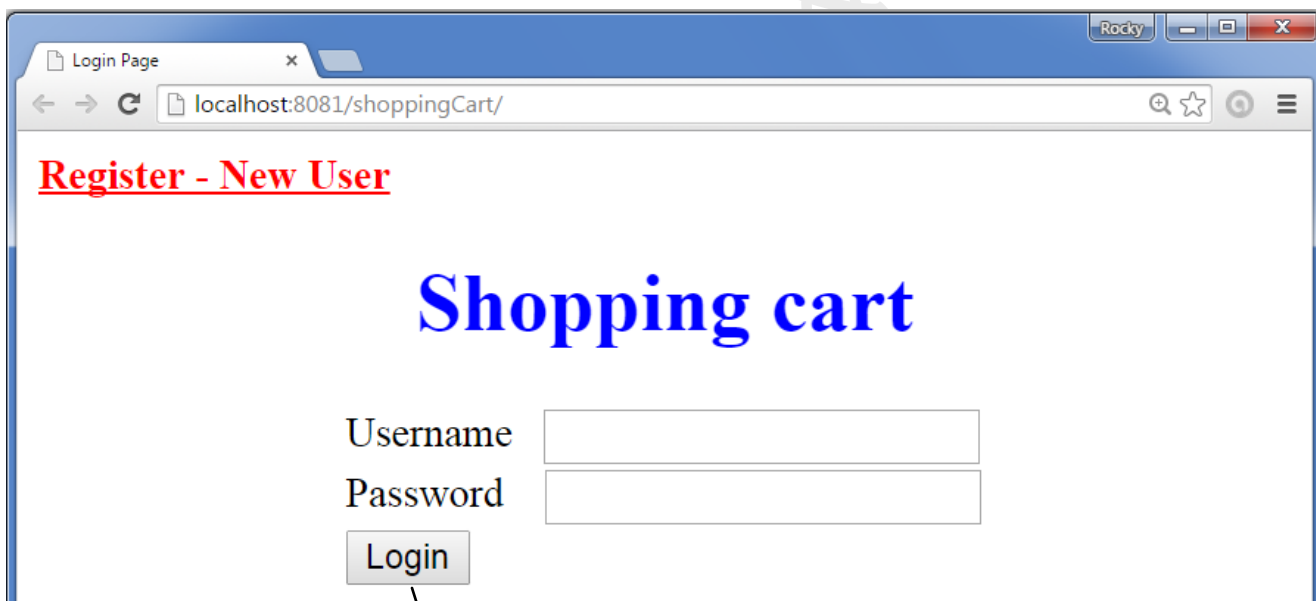 Rocky
Login Page
localhost:8081/shoppingCart/
Register - New User
Shopping cart
Username
Password
Login